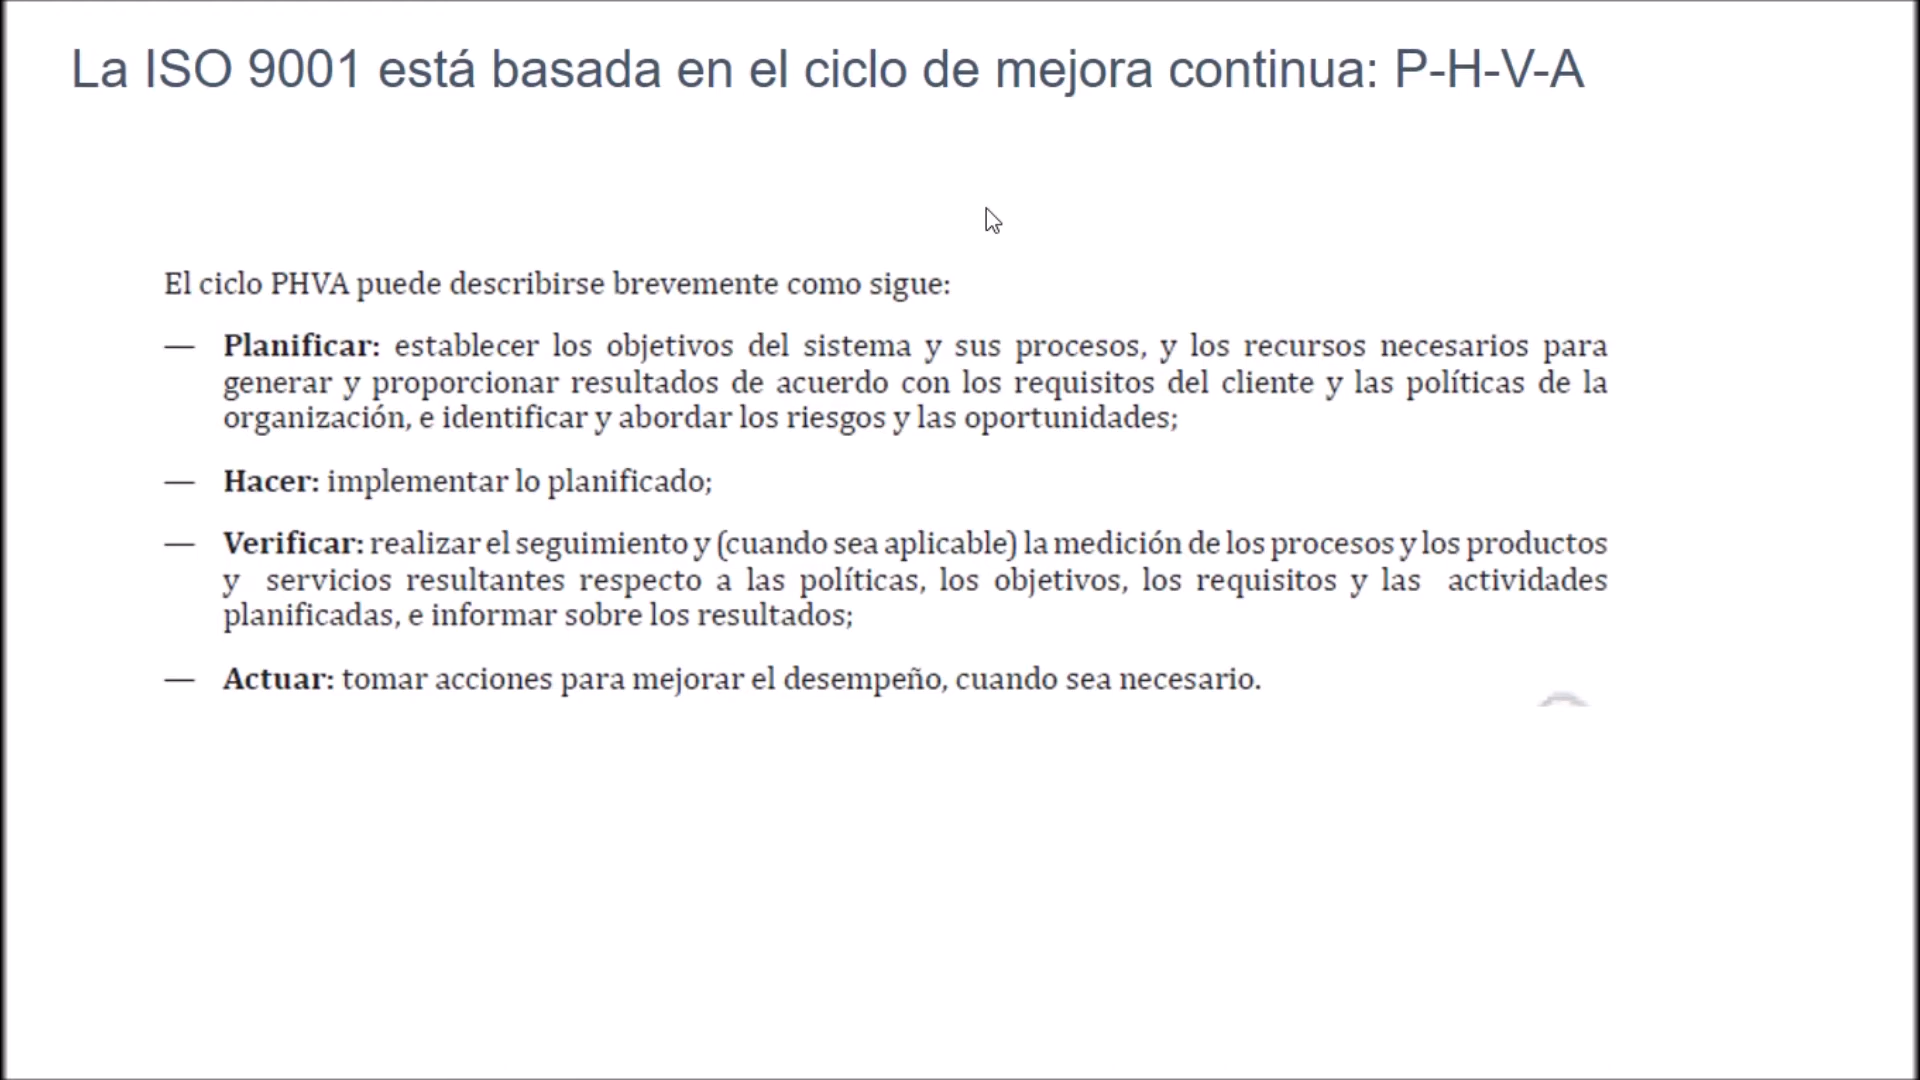 La ISO 9001 está basada en el ciclo de mejora continua: P-H-V-A
El ciclo PHVA puede describirse brevemente como sigue:
— Planificar: establecer los objetivos del sistema y sus procesos, y los recursos necesarios para
generar y proporcionar resultados de acuerdo con los requisitos del cliente y las políticas de la
organización, e identificar y abordar los riesgos y las oportunidades;
— Hacer: implementar lo planificado;
— Verificar: realizar el seguimiento y (cuando sea aplicable) la medición de los procesos y los productos
y servicios resultantes respecto a las políticas, los objetivos, los requisitos y las actividades
planificadas, e informar sobre los resultados;
— Actuar: tomar acciones para mejorar el desempeño, cuando sea necesario.